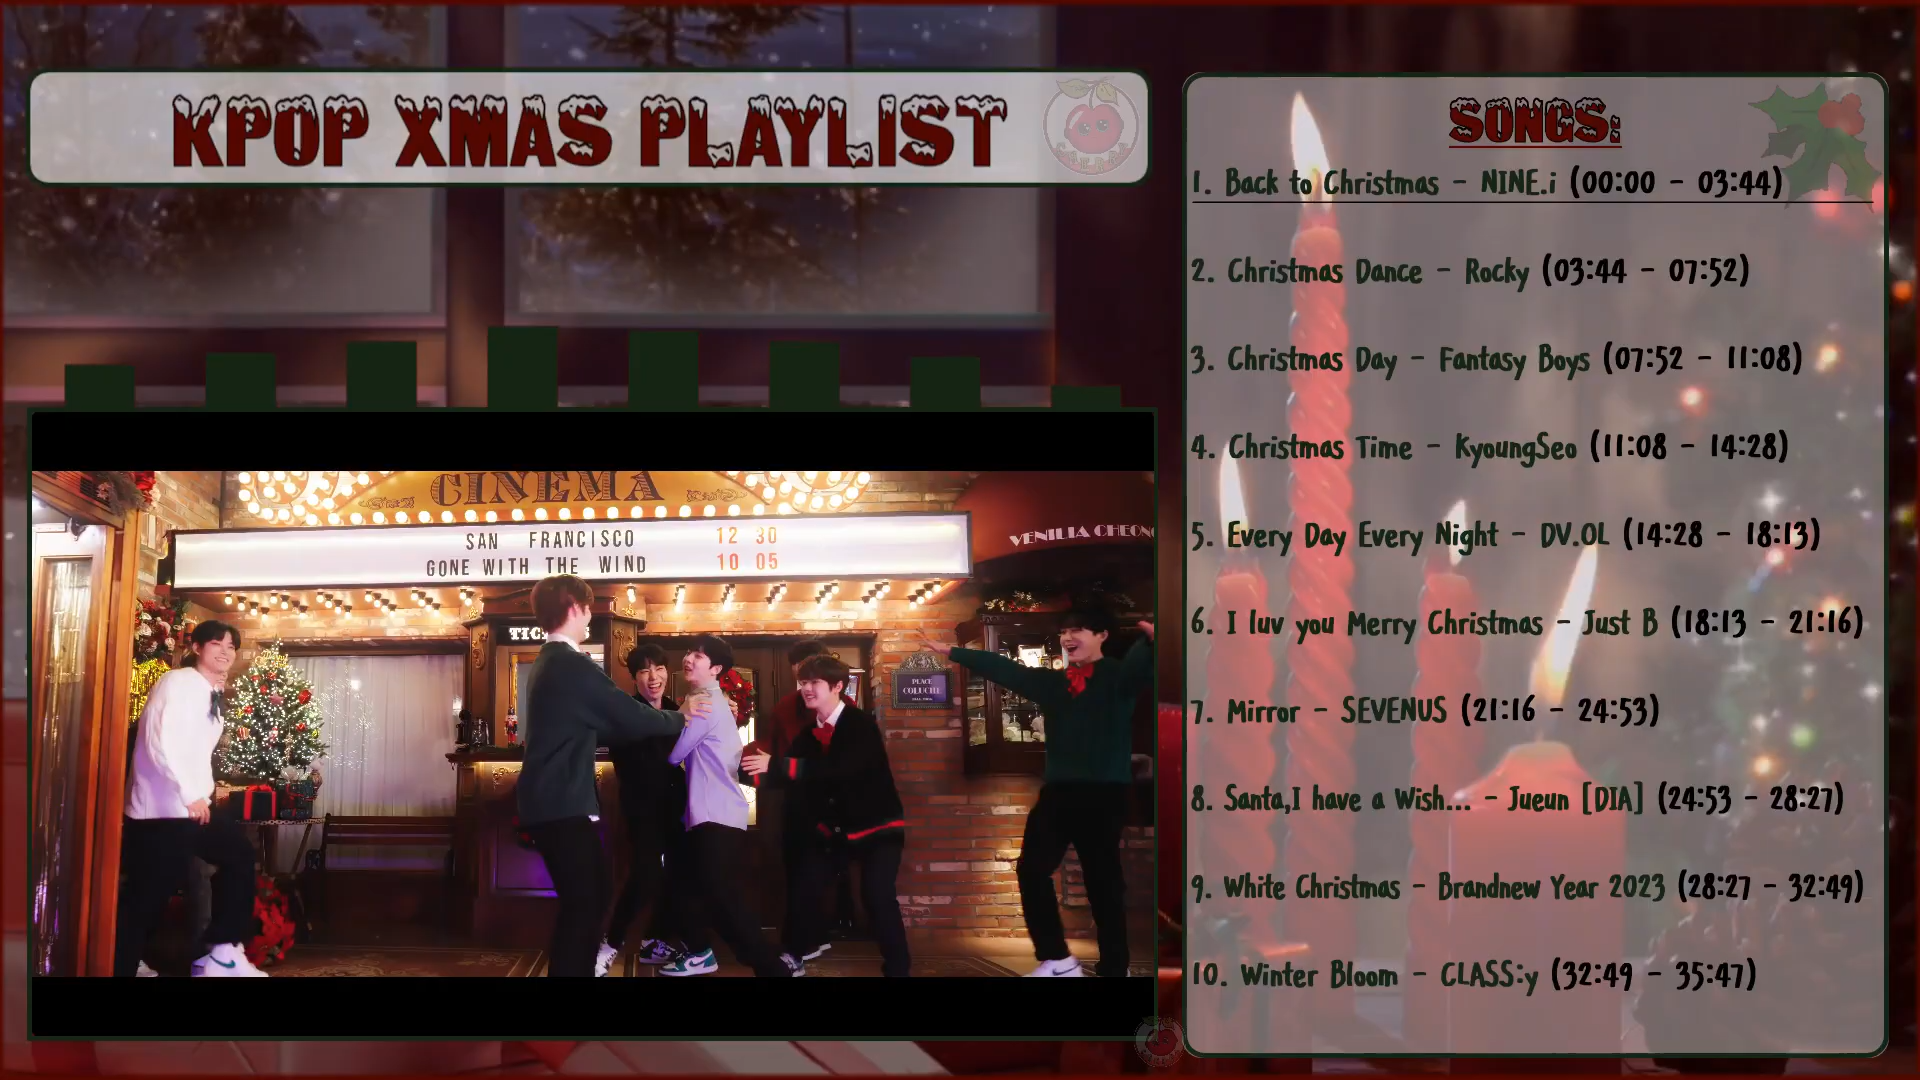 KPOP XMAS PLAYLIST
SONGS:
1. Back to Christmas - NINE.i (00:00 - 03:44)
2. Christmas Dance - Rocky (03:44 - 07:52)
3. Christmas Day - Fantasy Boys (07:52 - 11:08)
4. Christmas Time - KyoungSeo (11:08 - 14:28)
5. Every Day Every Night - DV.OL (14:28 - 18:13)
6. I luv you Merry Christmas - Just B (18:13 - 21:16)
7. Mirror - SEVENUS (21:16 - 24:53)
8. Santa,I have a Wish... - Jueun [DIA] (24:53 - 28:27)
9. White Christmas - Brandnew Year 2023 (28:27 - 32:49)
10. Winter Bloom - CLASS:y (32:49 - 35:47)
CINEMA
SAN FRANCISCO 12 30
GONE WITH THE WIND 10 05
VENILIA CHEONG
PLACE
COLUCHE